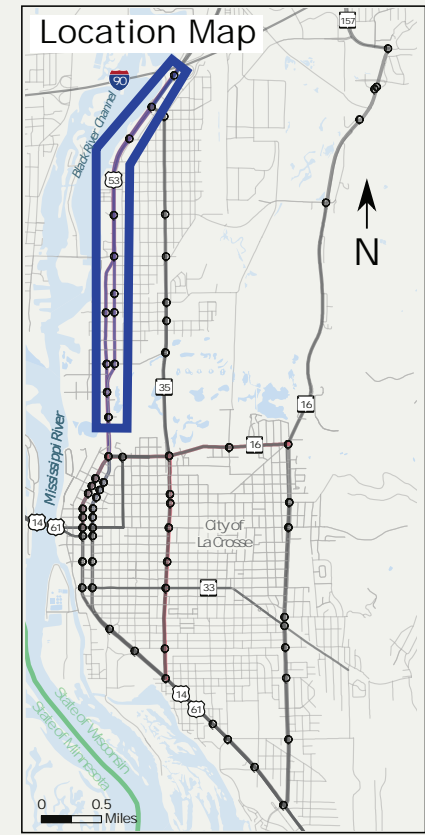 Location Map
157
90
Black River Channel
53
N
35
16
Mississippi River
16
14
61
City of
La Crosse
33
14
61
State of Wisconsin
State of Minnesota
0 0.5
Miles